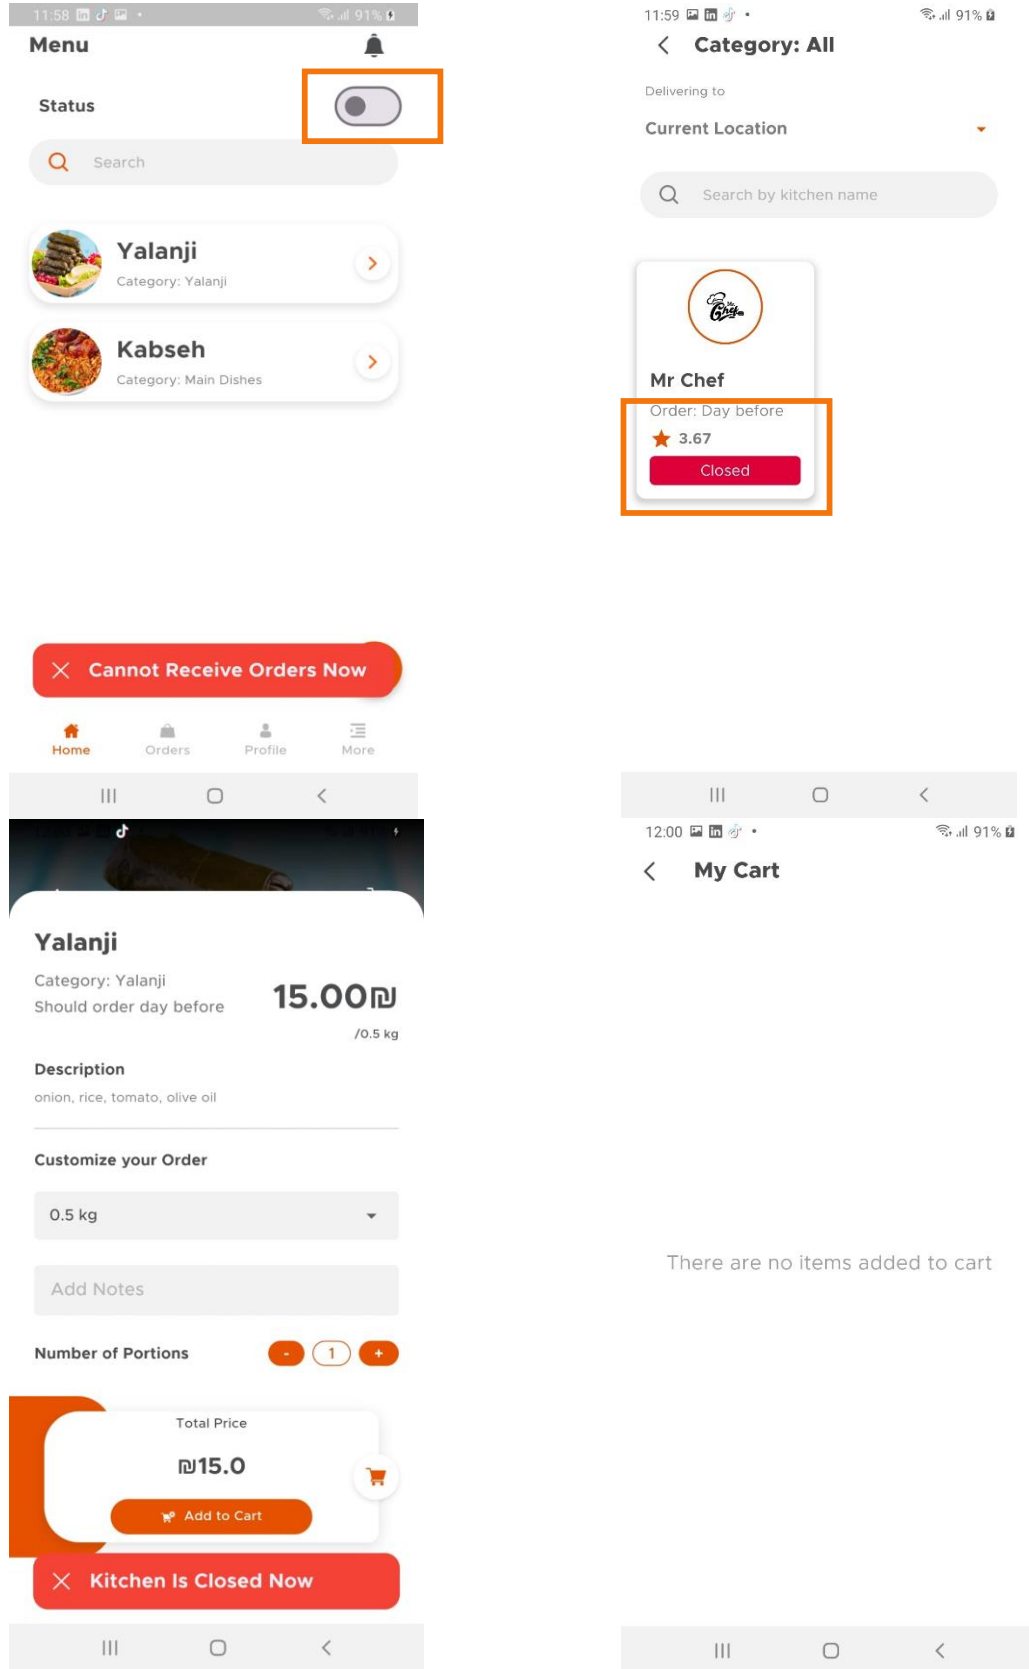 11:58
91%
Menu
Status
Search
Yalanji
Category: Yalanji
Kabseh
Category: Main Dishes
Cannot Receive Orders Now
Home Orders Profile More
11:59
91%
Category: All
Delivering to
Current Location
Search by kitchen name
Mr. Chef
Mr Chef
Order: Day before
3.67
Closed
Yalanji
Category: Yalanji
Should order day before
15.00₪
/0.5 kg
Description
onion, rice, tomato, olive oil
Customize your Order
0.5 kg
Add Notes
Number of Portions - 1 +
Total Price
₪15.0
Add to Cart
Kitchen Is Closed Now
12:00
91%
My Cart
There are no items added to cart